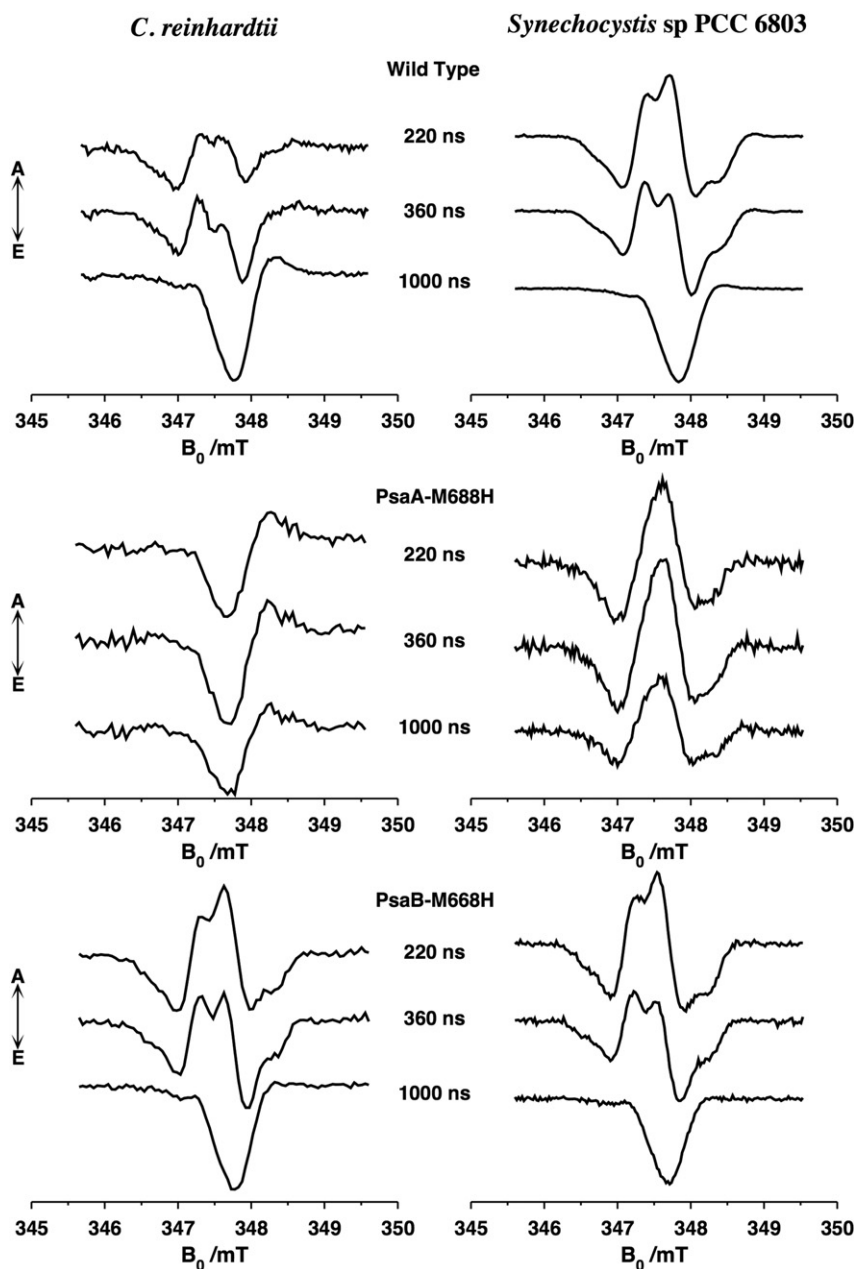 C. reinhardtii Synechocystis sp PCC 6803
Wild Type
220 ns
A
360 ns
E
1000 ns
345 346 347 348 349 350 345 346 347 348 349 350
B0 /mT B0 /mT
PsaA-M688H
220 ns
A
360 ns
E
1000 ns
345 346 347 348 349 350 345 346 347 348 349 350
B0 /mT B0 /mT
PsaB-M668H
220 ns
A
360 ns
E
1000 ns
345 346 347 348 349 350 345 346 347 348 349 350
B0 /mT B0 /mT